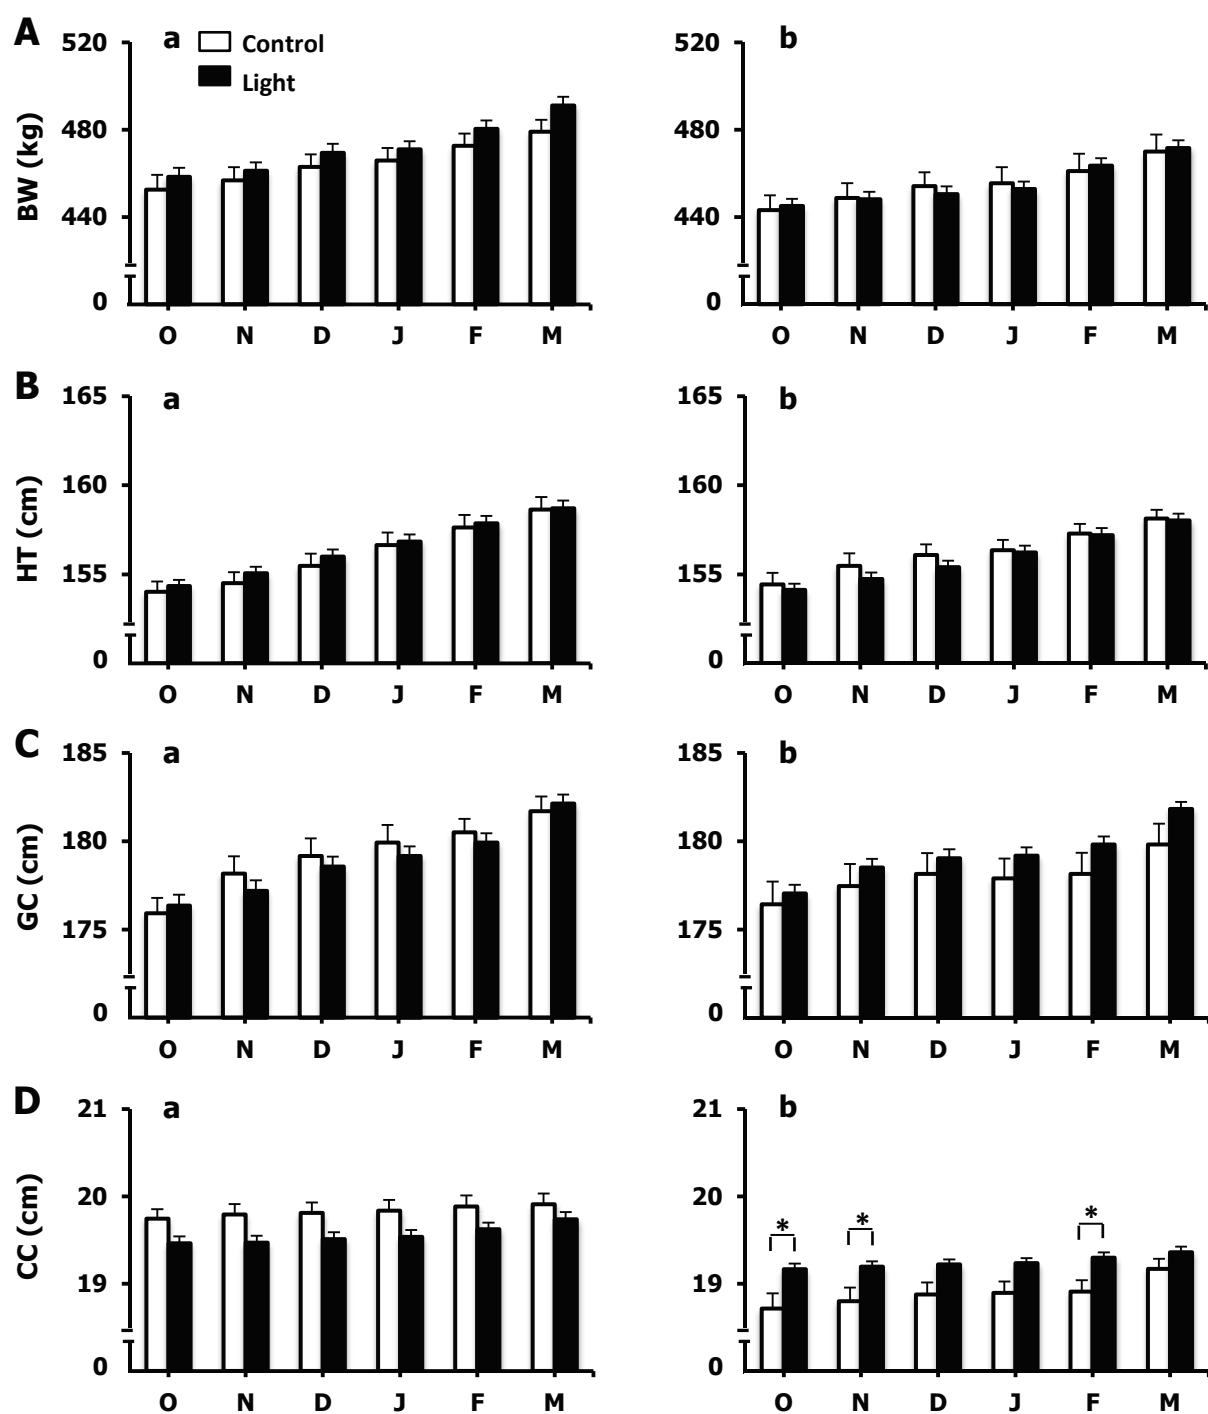 A a Control b
Light
520 520
480 480
BW (kg)
440 440
0 0
O N D J F M O N D J F M
B a b
165 165
160 160
HT (cm)
155 155
0 0
O N D J F M O N D J F M
C a b
185 185
180 180
GC (cm)
175 175
0 0
O N D J F M O N D J F M
D a b
21 21
20 20
* * *
CC (cm)
19 19
0 0
O N D J F M O N D J F M